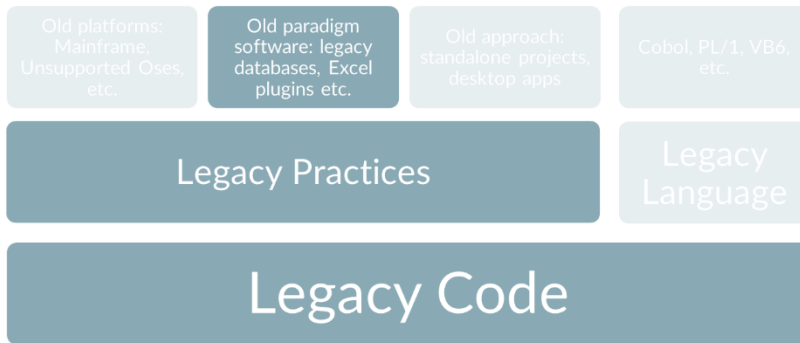 Old platforms:
Mainframe,
Unsupported Oses,
etc.
Old paradigm
software: legacy
databases, Excel
plugins etc.
Old approach:
standalone projects,
desktop apps
Cobol, PL/1, VB6,
etc.
Legacy Practices
Legacy
Language
Legacy Code